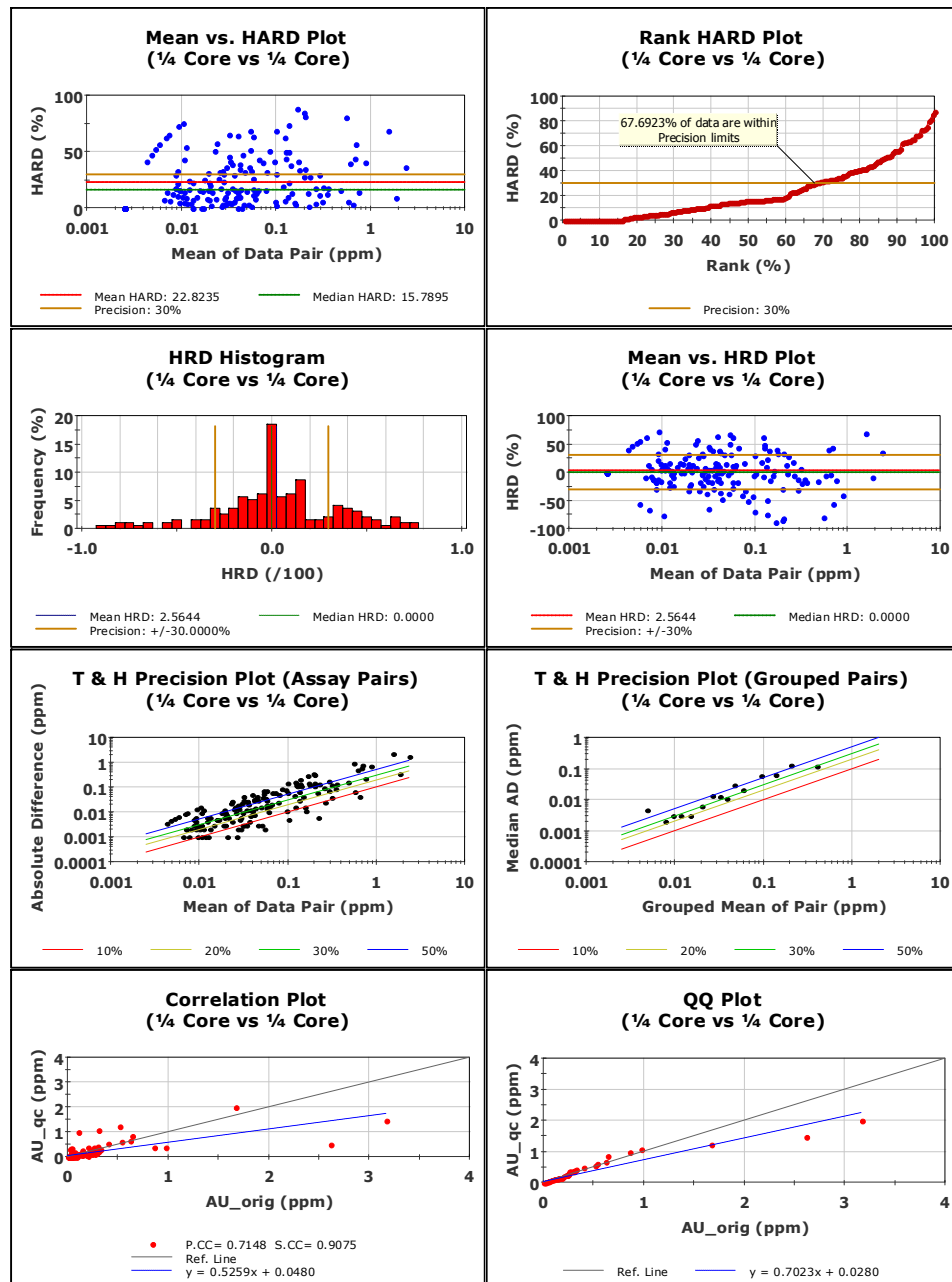 Mean vs. HARD Plot
(¼ Core vs ¼ Core)
100
50
0
HARD (%)
0.001 0.01 0.1 1 10
Mean of Data Pair (ppm)
Mean HARD: 22.8235 Median HARD: 15.7895
Precision: 30%
Rank HARD Plot
(¼ Core vs ¼ Core)
100
80
60
40
20
0
HARD (%)
67.6923% of data are within
Precision limits
0 10 20 30 40 50 60 70 80 90 100
Rank (%)
Precision: 30%
HRD Histogram
(¼ Core vs ¼ Core)
20
15
10
5
0
Frequency (%)
-1.0 0.0 1.0
HRD (/100)
Mean HRD: 2.5644 Median HRD: 0.0000
Precision: +/-30.0000%
Mean vs. HRD Plot
(¼ Core vs ¼ Core)
100
50
0
-50
-100
HRD (%)
0.001 0.01 0.1 1 10
Mean of Data Pair (ppm)
Mean HRD: 2.5644 Median HRD: 0.0000
Precision: +/-30%
T & H Precision Plot (Assay Pairs)
(¼ Core vs ¼ Core)
10
1
0.1
0.01
0.001
0.0001
Absolute Difference (ppm)
0.001 0.01 0.1 1 10
Mean of Data Pair (ppm)
10% 20% 30% 50%
T & H Precision Plot (Grouped Pairs)
(¼ Core vs ¼ Core)
1
0.1
0.01
0.001
0.0001
Median AD (ppm)
0.001 0.01 0.1 1 10
Grouped Mean of Pair (ppm)
10% 20% 30% 50%
Correlation Plot
(¼ Core vs ¼ Core)
4
3
2
1
0
AU_qc (ppm)
0 1 2 3 4
AU_orig (ppm)
P.CC= 0.7148 S.CC= 0.9075
Ref. Line
y = 0.5259x + 0.0480
QQ Plot
(¼ Core vs ¼ Core)
4
3
2
1
0
AU_qc (ppm)
0 1 2 3 4
AU_orig (ppm)
Ref. Line y = 0.7023x + 0.0280